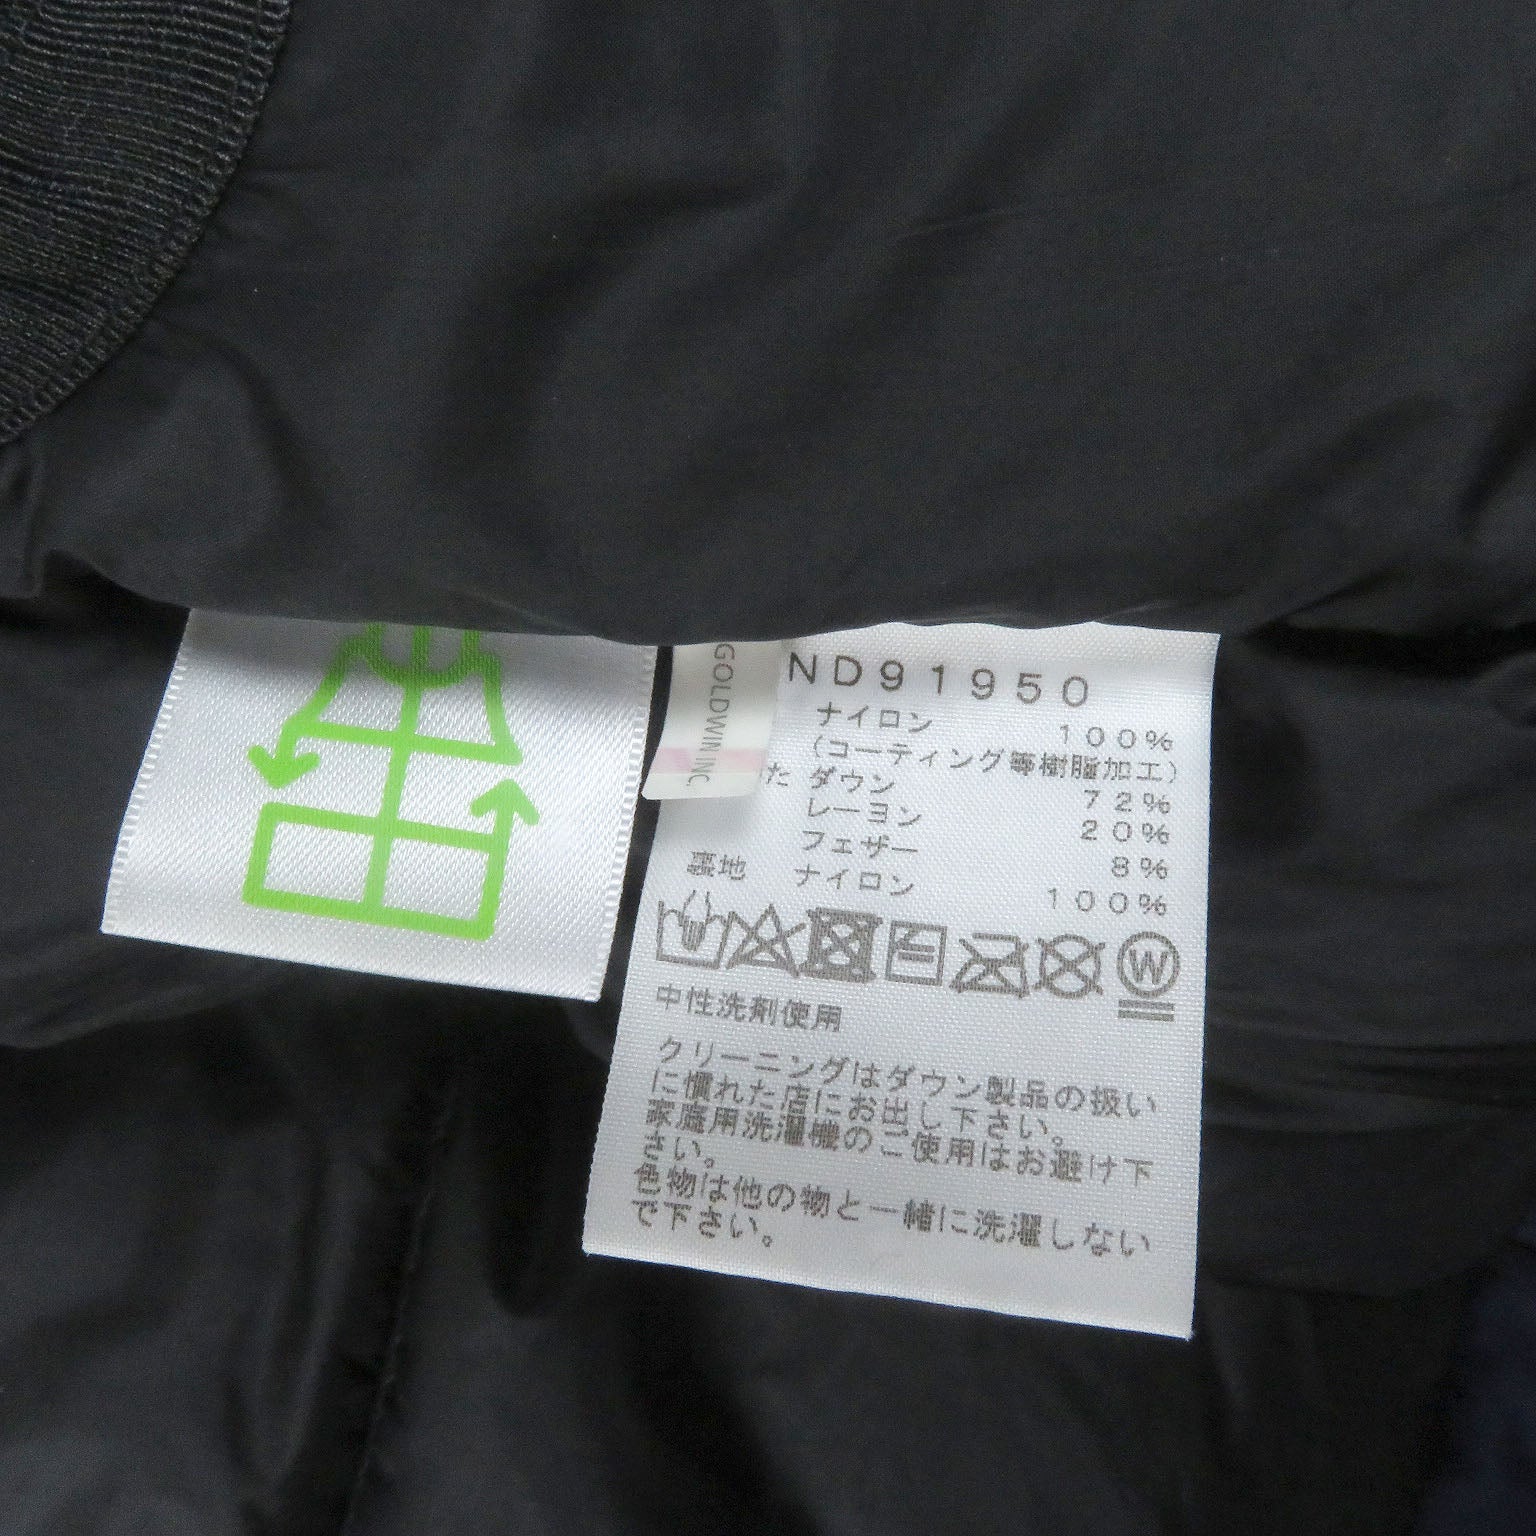 GOLDWIN INC.
ND91950
ナイロン 100%
(コーティング等樹脂加工)
た ダウン 72%
レーヨン 20%
フェザー 8%
裏地 ナイロン 100%
W
中性洗剤使用
クリーニングはダウン製品の扱い
に慣れた店にお出し下さい。
家庭用洗濯機のご使用はお避け下
さい。
色物は他の物と一緒に洗濯しない
で下さい。